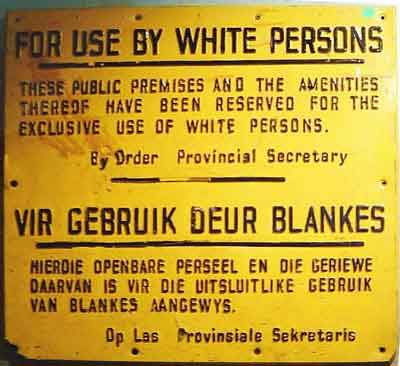 FOR USE BY WHITE PERSONS
THESE PUBLIC PREMISES AND THE AMENITIES
THEREOF HAVE BEEN RESERVED FOR THE
EXCLUSIVE USE OF WHITE PERSONS.
By Order Provincial Secretary
VIR GEBRUIK DEUR BLANKES
HIERDIE OPENBARE PERSEEL EN DIE GERIEWE
DAARVAN IS VIR DIE UITSLUITLIKE GEBRUIK
VAN BLANKES AANGEWYS.
Op Las Provinsiale Sekretaris